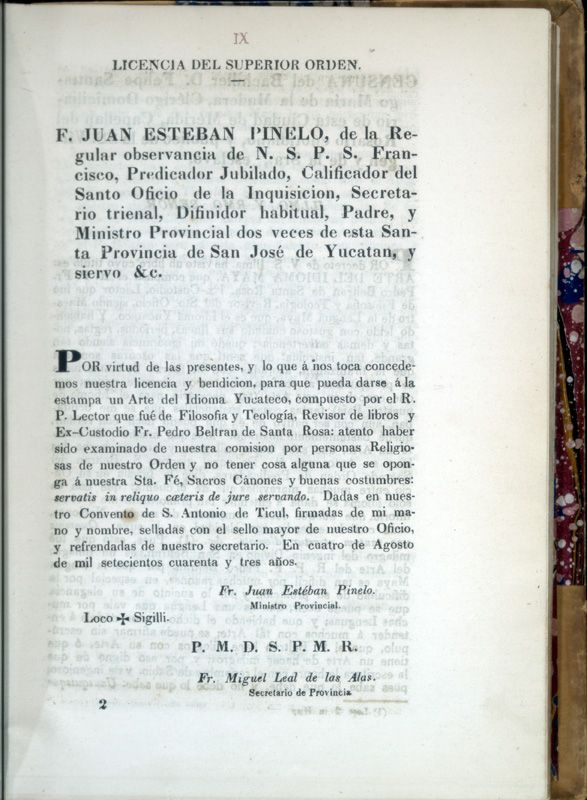 IX
LICENCIA DEL SUPERIOR ORDEN.
F. JUAN ESTEBAN PINELO, de la Re-
gular observancia de N. S. P. S. Fran-
cisco, Predicador Jubilado, Calificador del
Santo Oficio de la Inquisicion, Secreta-
rio trienal, Difinidor habitual, Padre, y
Ministro Provincial dos veces de esta San-
ta Provincia de San José de Yucatan, y
siervo &c.
POR virtud de las presentes, y lo que á nos toca concede-
mos nuestra licencia y bendicion, para que pueda darse á la
estampa un Arte del Idioma Yucateco, compuesto por el R.
P. Lector que fué de Filosofia y Teología, Revisor de libros y
Ex-Custodio Fr. Pedro Beltran de Santa Rosa: atento haber
sido examinado de nuestra comision por personas Religio-
sas de nuestro Orden y no tener cosa alguna que se opon-
ga á nuestra Sta. Fé, Sacros Cànones y buenas costumbres:
servatis in reliquo cæteris de jure servando. Dadas en nues-
tro Convento de S. Antonio de Ticul, firmadas de mi ma-
no y nombre, selladas con el sello mayor de nuestro Oficio,
y refrendadas de nuestro secretario. En cuatro de Agosto
de mil setecientos cuarenta y tres años.
Fr. Juan Estéban Pinelo.
Ministro Provincial.
Loco ✠ Sigilli.
P. M. D. S. P. M. R.
Fr. Miguel Leal de las Alas.
Secretario de Provincia
2